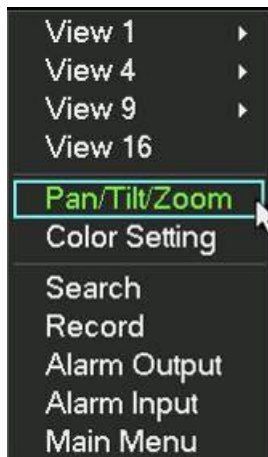 View 1
View 4
View 9
View 16
Pan/Tilt/Zoom
Color Setting
Search
Record
Alarm Output
Alarm Input
Main Menu